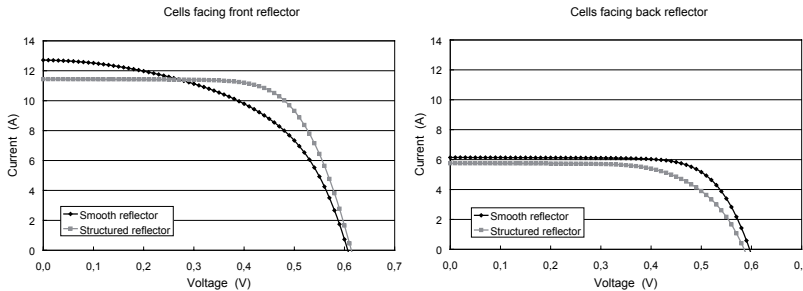 Cells facing front reflector
14
12
10
8
6
4
2
0
Current (A)
0,0 0,1 0,2 0,3 0,4 0,5 0,6 0,7
Voltage (V)
Smooth reflector
Structured reflector
Cells facing back reflector
14
12
10
8
6
4
2
0
Current (A)
0,0 0,1 0,2 0,3 0,4 0,5 0,6 0,
Voltage (V)
Smooth reflector
Structured reflector